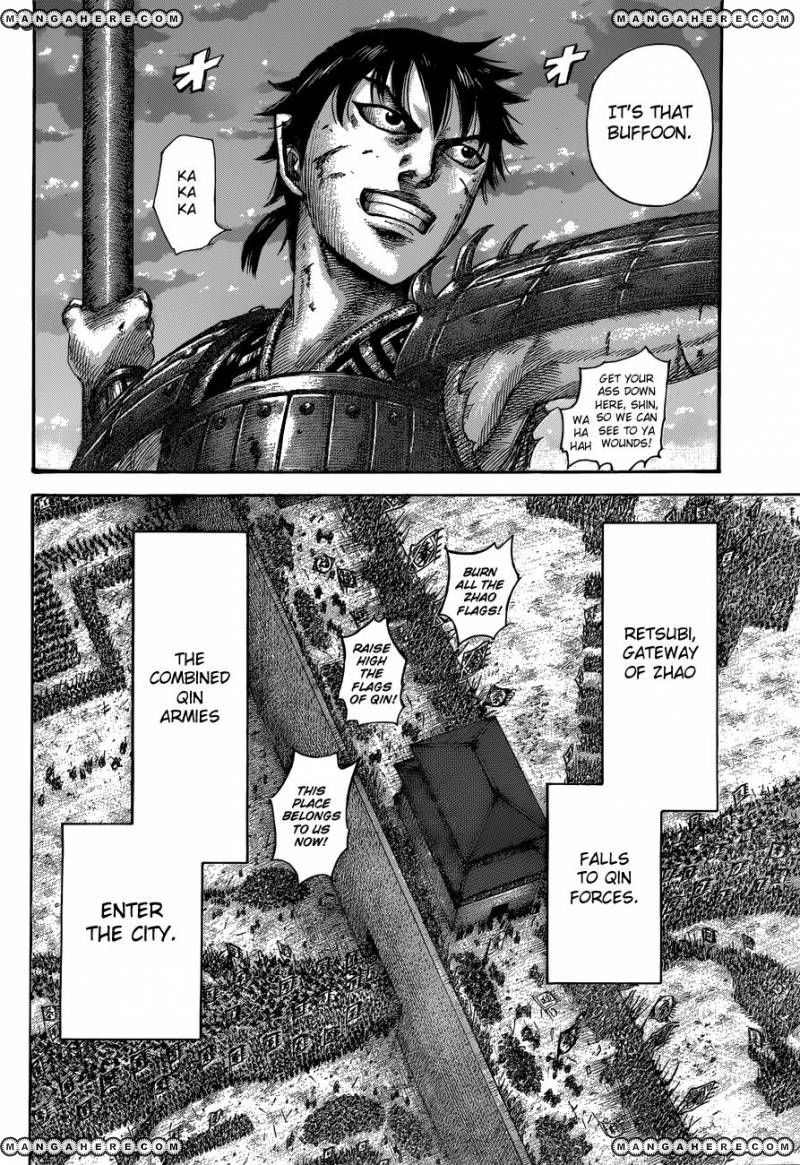 MANGAHERE.COM
MANGAHERE.COM
IT'S THAT
BUFFOON.
オ
オ
KA
KA
KA
GET YOUR
ASS DOWN
HERE, SHIN,
SO WE CAN
SEE TO YA
WOUNDS!
WA
HA
HAH
RETSUBI,
GATEWAY
OF ZHAO
FALLS
TO QIN
FORCES.
BURN
ALL THE
ZHAO
FLAGS!
RAISE
HIGH
THE
FLAGS
OF QIN!
THIS
PLACE
BELONGS
TO US
NOW!
THE
COMBINED
QIN
ARMIES
ENTER
THE CITY.
MANGAHERE.COM
MANGAHERE.COM